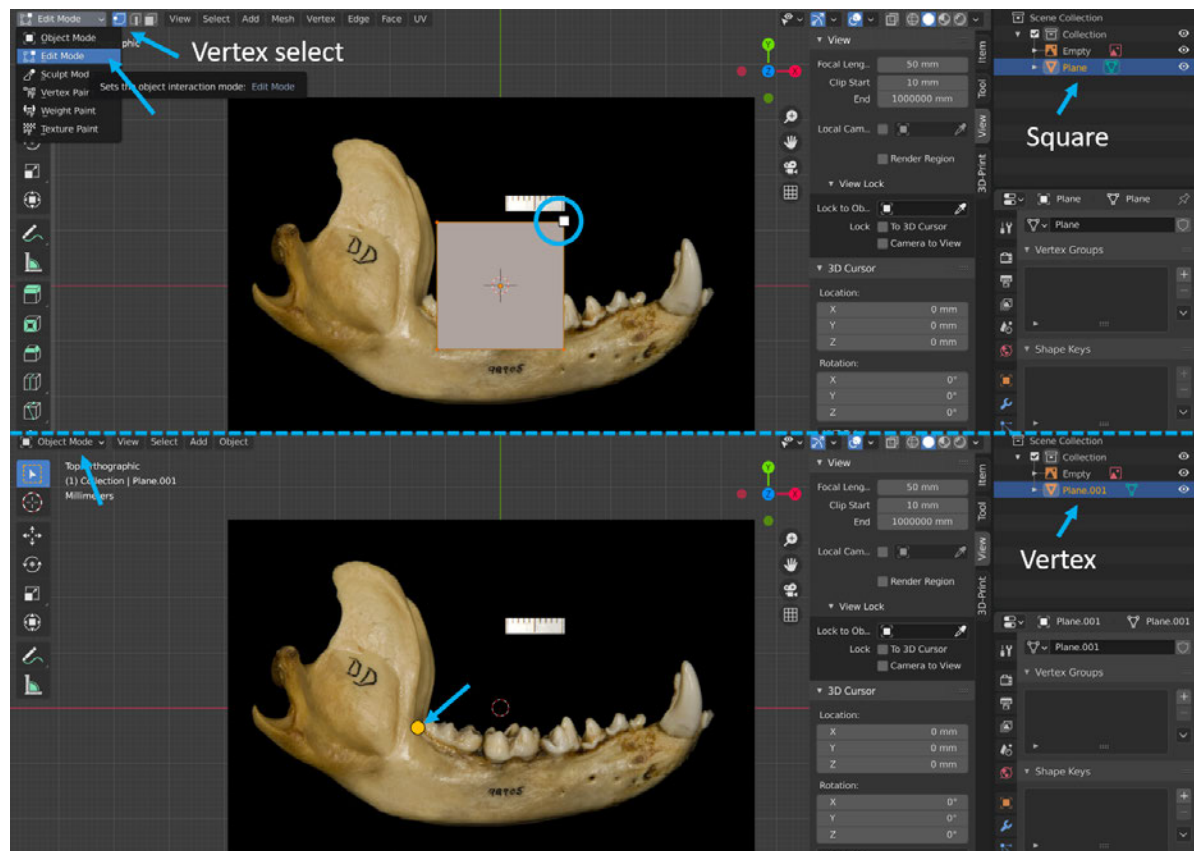 Edit Mode View Select Add Mesh Vertex Edge Face UV
Object Mode
Edit Mode
Sculpt Mod
Vertex Pair
Weight Paint
Texture Paint
Vertex select
phic
Sets the object interaction mode: Edit Mode
DD
98905
View
Focal Leng.. 50 mm
Clip Start 10 mm
End 1000000 mm
Local Cam..
Render Region
View Lock
Lock to Ob..
Lock To 3D Cursor
Camera to View
3D Cursor
Location:
X 0 mm
Y 0 mm
Z 0 mm
Rotation:
X 0°
Y 0°
Z 0°
Item
Tool
View
3D-Print
Y
Z
X
Scene Collection
Collection
Empty
Plane
Square
Plane Plane
Plane
Vertex Groups
Shape Keys
Object Mode View Select Add Object
Top Orthographic
(1) Collection | Plane.001
Millimeters
DD
98905
View
Focal Leng.. 50 mm
Clip Start 10 mm
End 1000000 mm
Local Cam..
Render Region
View Lock
Lock to Ob..
Lock To 3D Cursor
Camera to View
3D Cursor
Location:
X 0 mm
Y 0 mm
Z 0 mm
Rotation:
X 0°
Y 0°
Z 0°
Item
Tool
View
3D-Print
Y
Z
X
Scene Collection
Collection
Empty
Plane.001
Vertex
Plane.001 Plane.001
Plane.001
Vertex Groups
Shape Keys